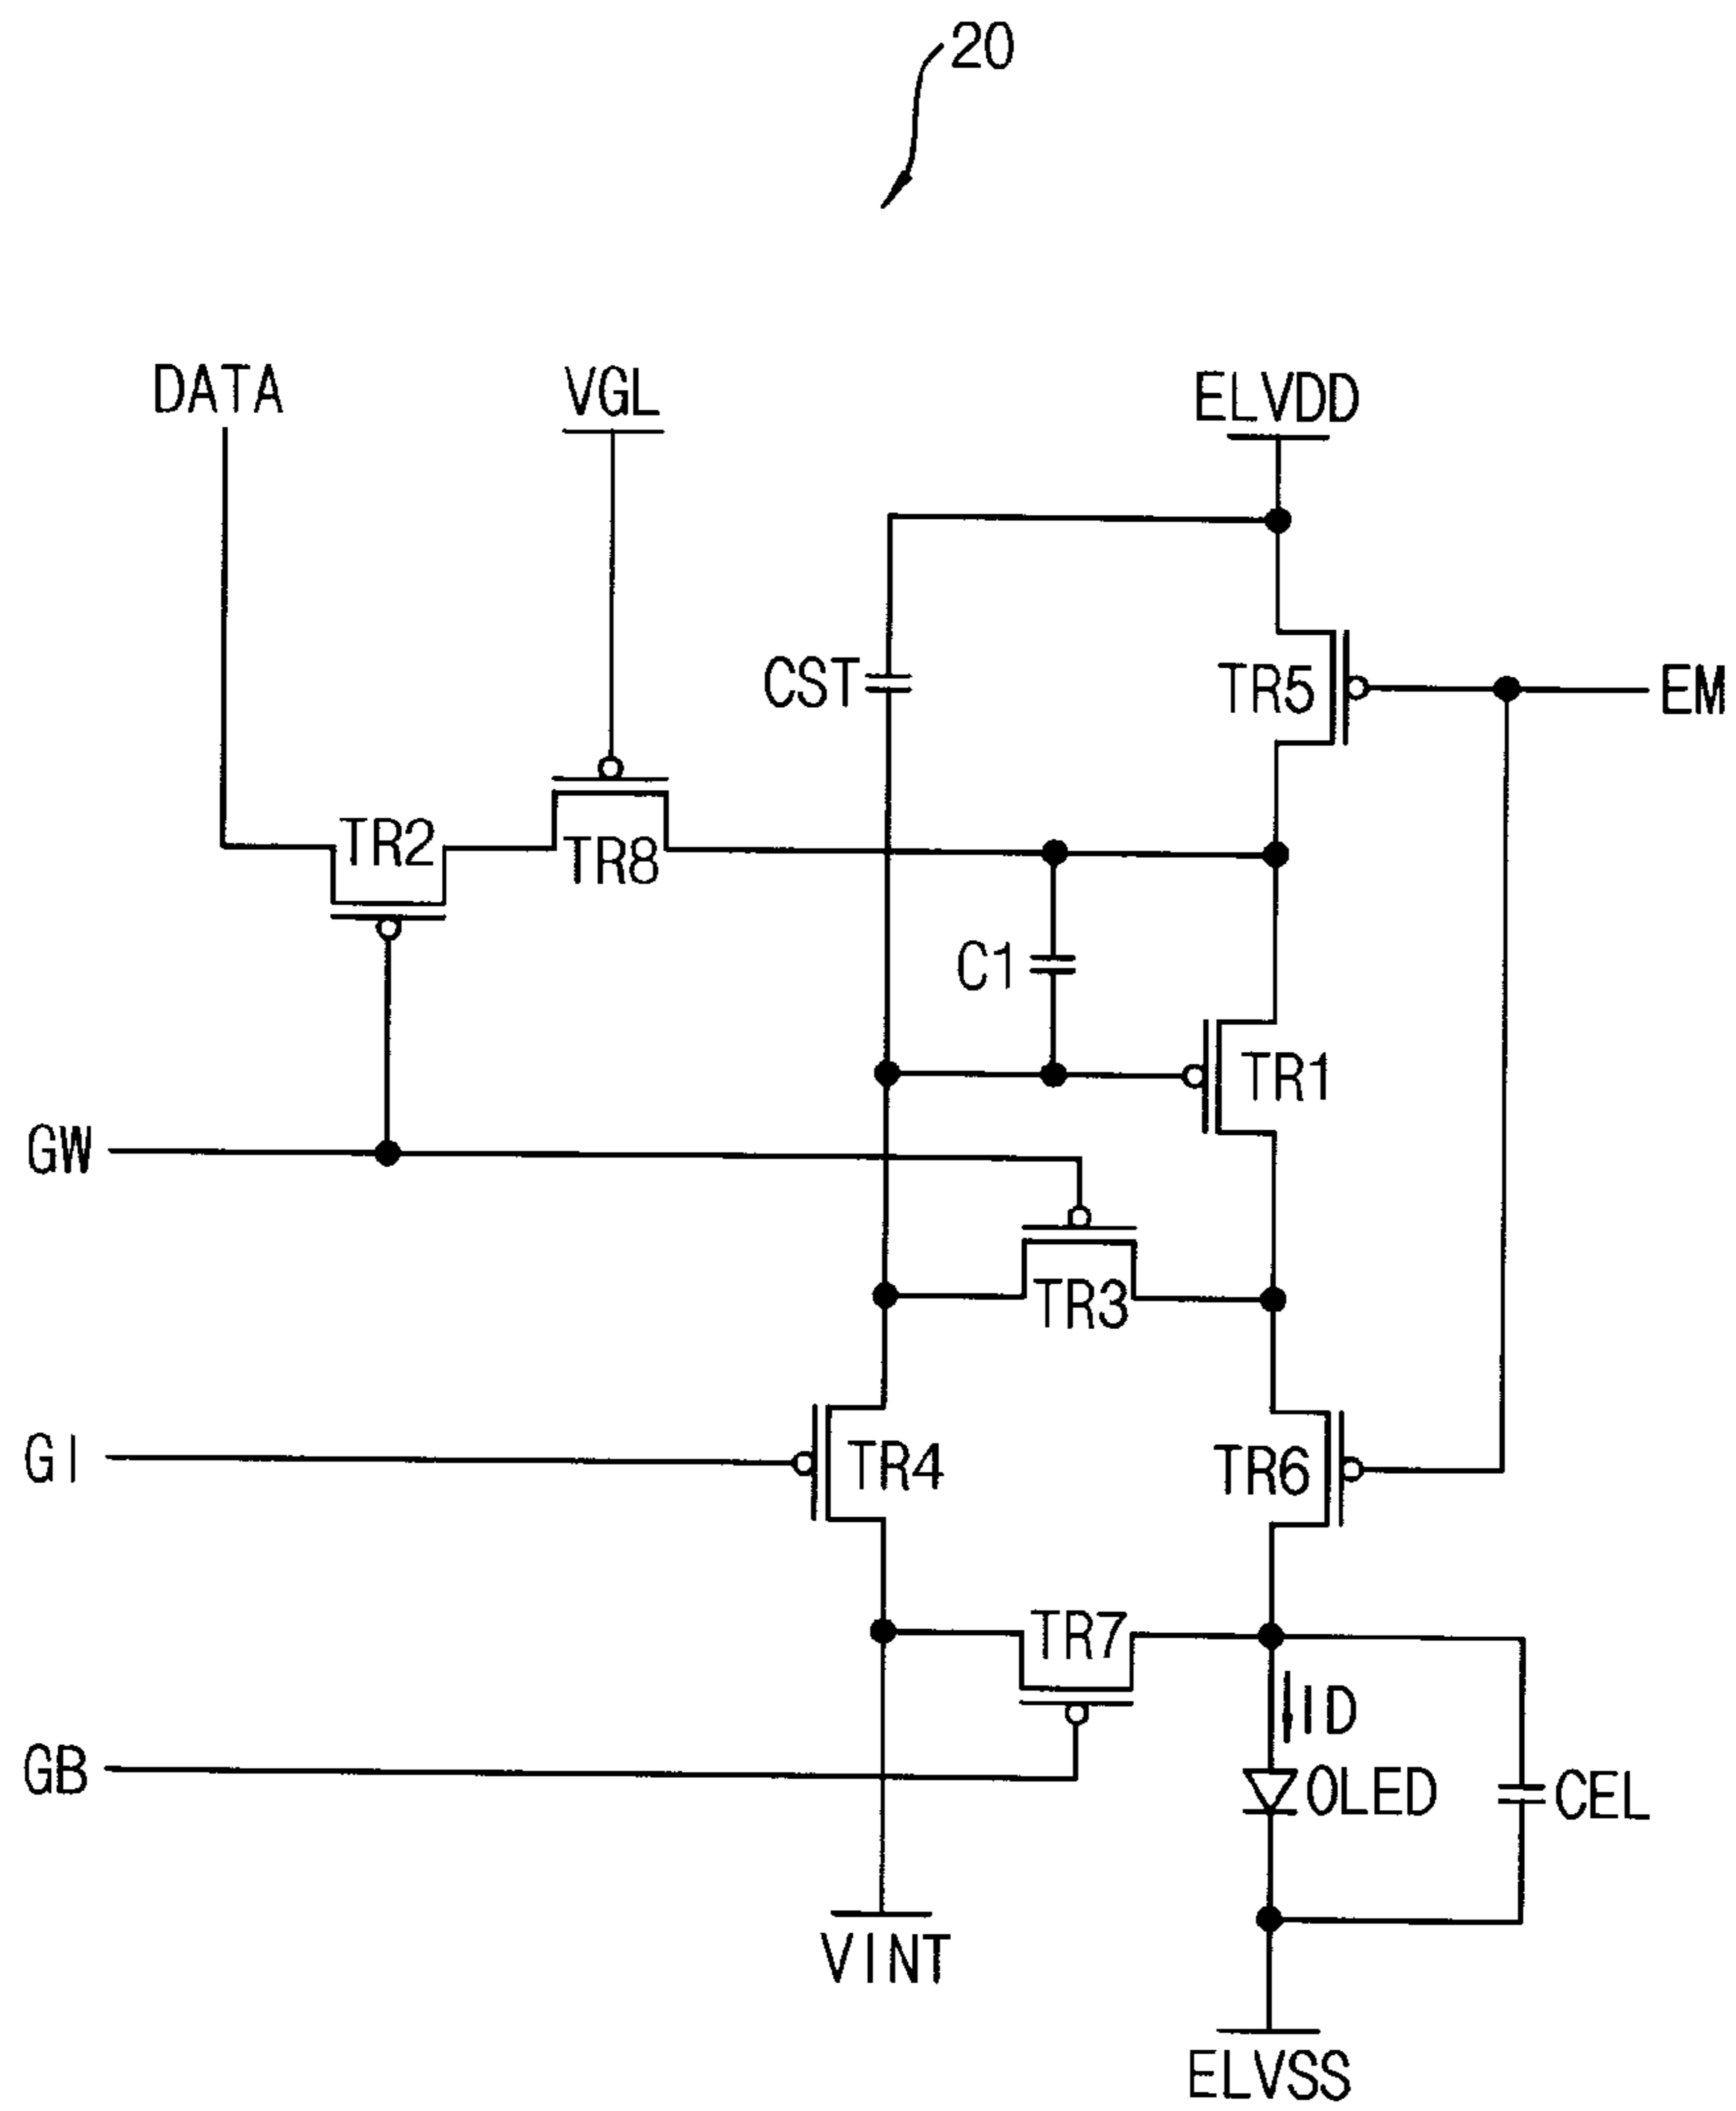 20
DATA
VGL
ELVDD
CST
TR5
EM
TR2
TR8
C1
TR1
GW
TR3
GI
TR4
TR6
TR7
ID
GB
OLED
CEL
VINT
ELVSS